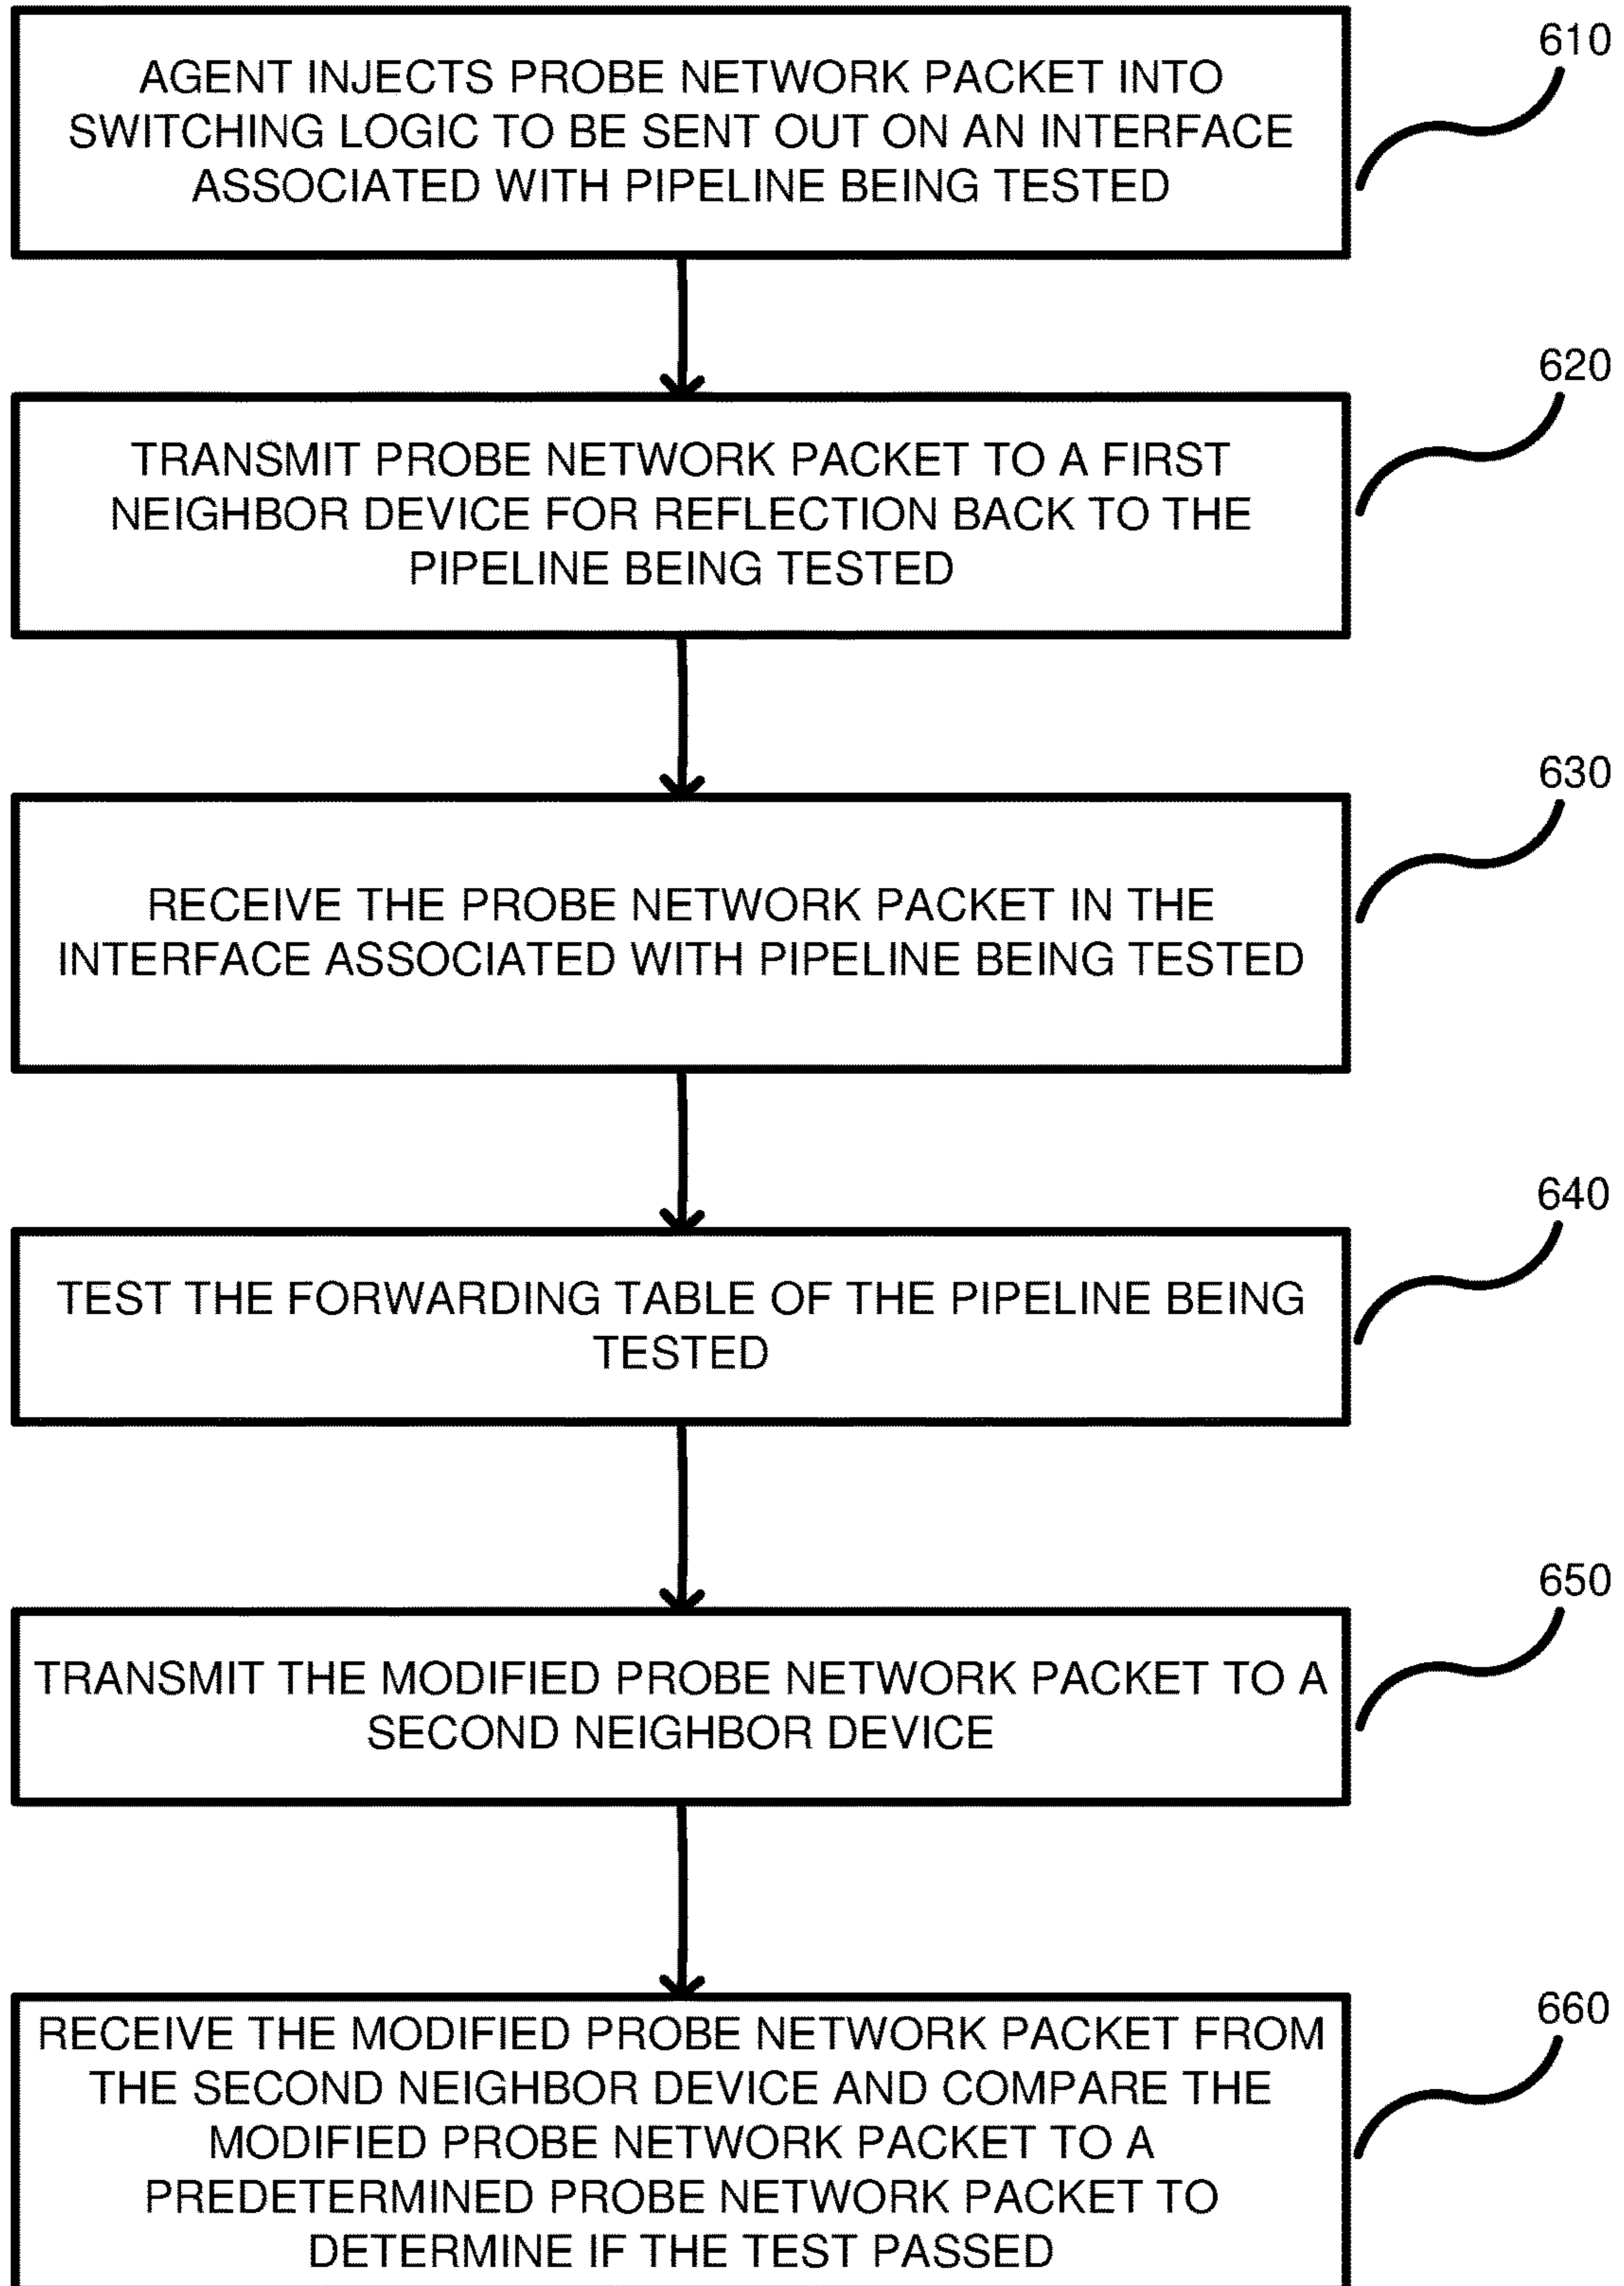 610
AGENT INJECTS PROBE NETWORK PACKET INTO
SWITCHING LOGIC TO BE SENT OUT ON AN INTERFACE
ASSOCIATED WITH PIPELINE BEING TESTED
620
TRANSMIT PROBE NETWORK PACKET TO A FIRST
NEIGHBOR DEVICE FOR REFLECTION BACK TO THE
PIPELINE BEING TESTED
630
RECEIVE THE PROBE NETWORK PACKET IN THE
INTERFACE ASSOCIATED WITH PIPELINE BEING TESTED
640
TEST THE FORWARDING TABLE OF THE PIPELINE BEING
TESTED
650
TRANSMIT THE MODIFIED PROBE NETWORK PACKET TO A
SECOND NEIGHBOR DEVICE
660
RECEIVE THE MODIFIED PROBE NETWORK PACKET FROM
THE SECOND NEIGHBOR DEVICE AND COMPARE THE
MODIFIED PROBE NETWORK PACKET TO A
PREDETERMINED PROBE NETWORK PACKET TO
DETERMINE IF THE TEST PASSED